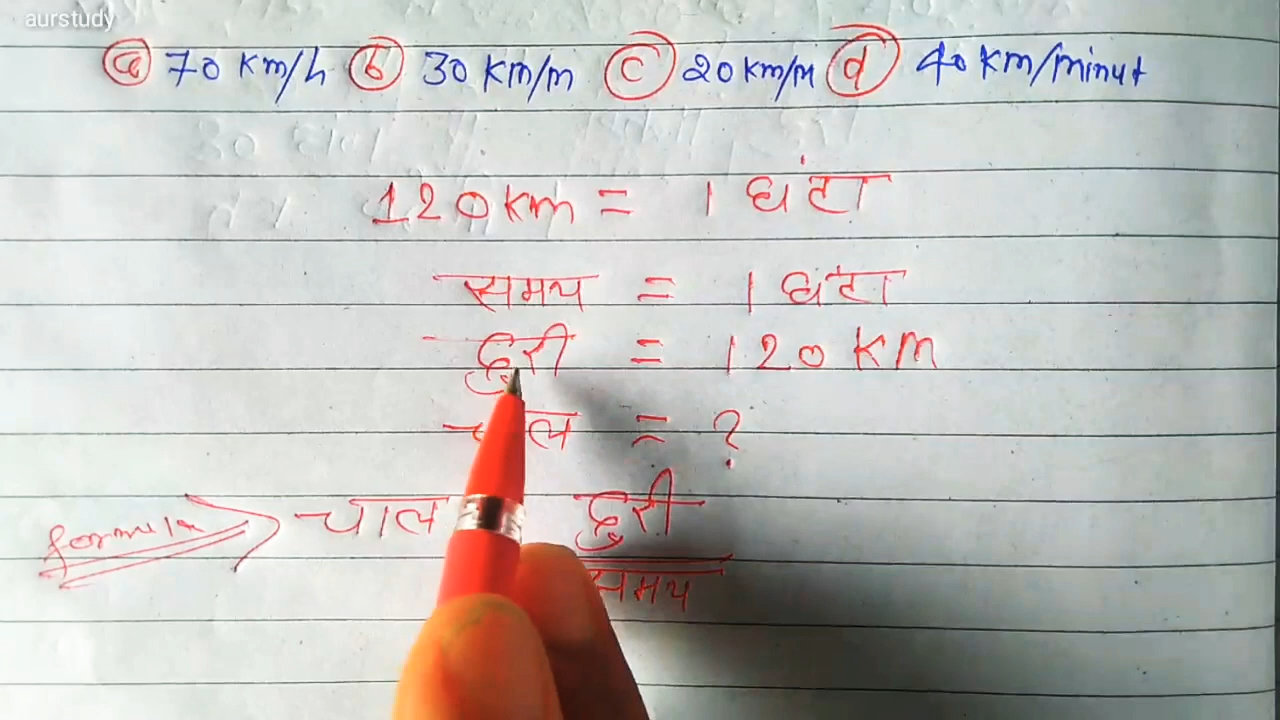 aurstudy
a 70 Km/h b 30 Km/m c 20 Km/m d 40 Km/minut
120 Km = 1 घंटा
समय = 1 घंटा
दुरी = 120 KM
चाल = ?
formula चाल दुरी
समय